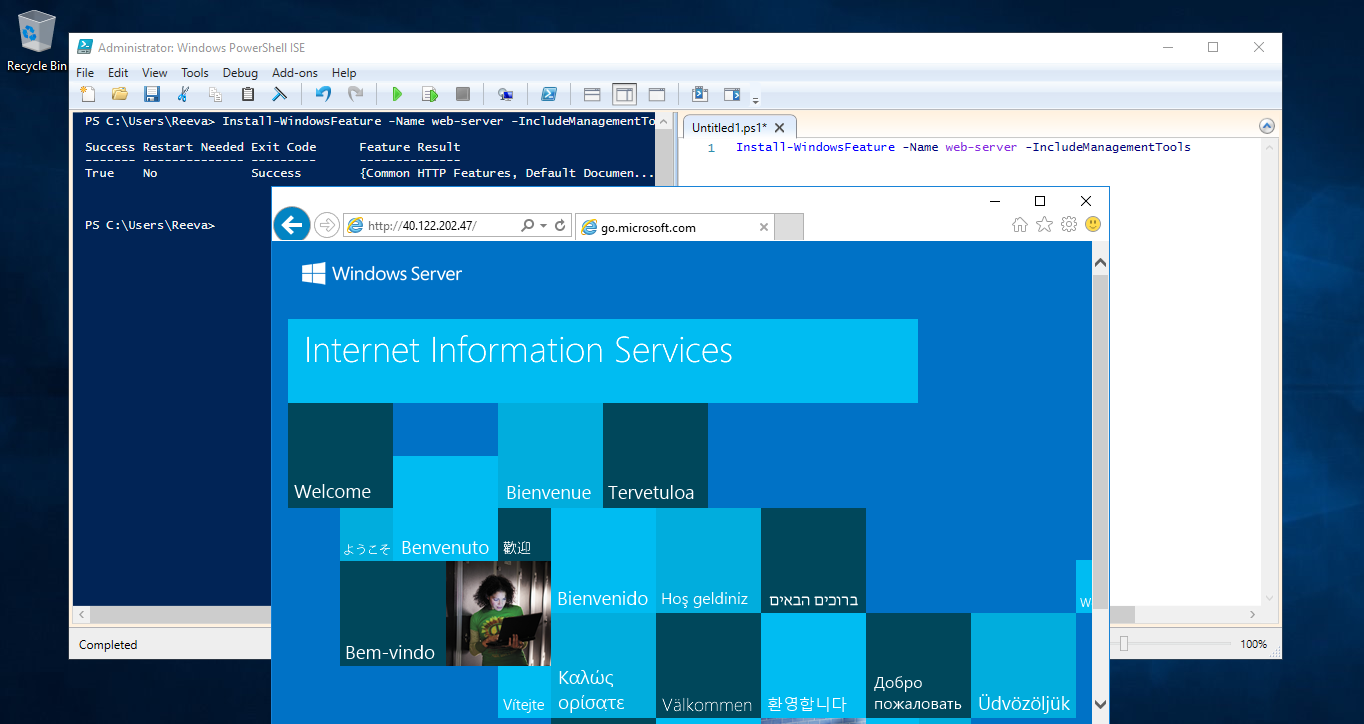 Recycle Bin
Administrator: Windows PowerShell ISE
File Edit View Tools Debug Add-ons Help
PS C:\Users\Reeva> Install-WindowsFeature -Name web-server -IncludeManagementTo
Success Restart Needed Exit Code Feature Result
------- -------------- --------- --------------
True No Success {Common HTTP Features, Default Documen...
PS C:\Users\Reeva>
Untitled1.ps1*
1 Install-WindowsFeature -Name web-server -IncludeManagementTools
http://40.122.202.47/
go.microsoft.com
Windows Server
Internet Information Services
Welcome
Bienvenue
Tervetuloa
ようこそ
Benvenuto
歡迎
Bienvenido
Hoş geldiniz
ברוכים הבאים
W
Bem-vindo
Vítejte
Καλώς
ορίσατε
Välkommen
환영합니다
Добро
пожаловать
Üdvözöljük
Completed
100%